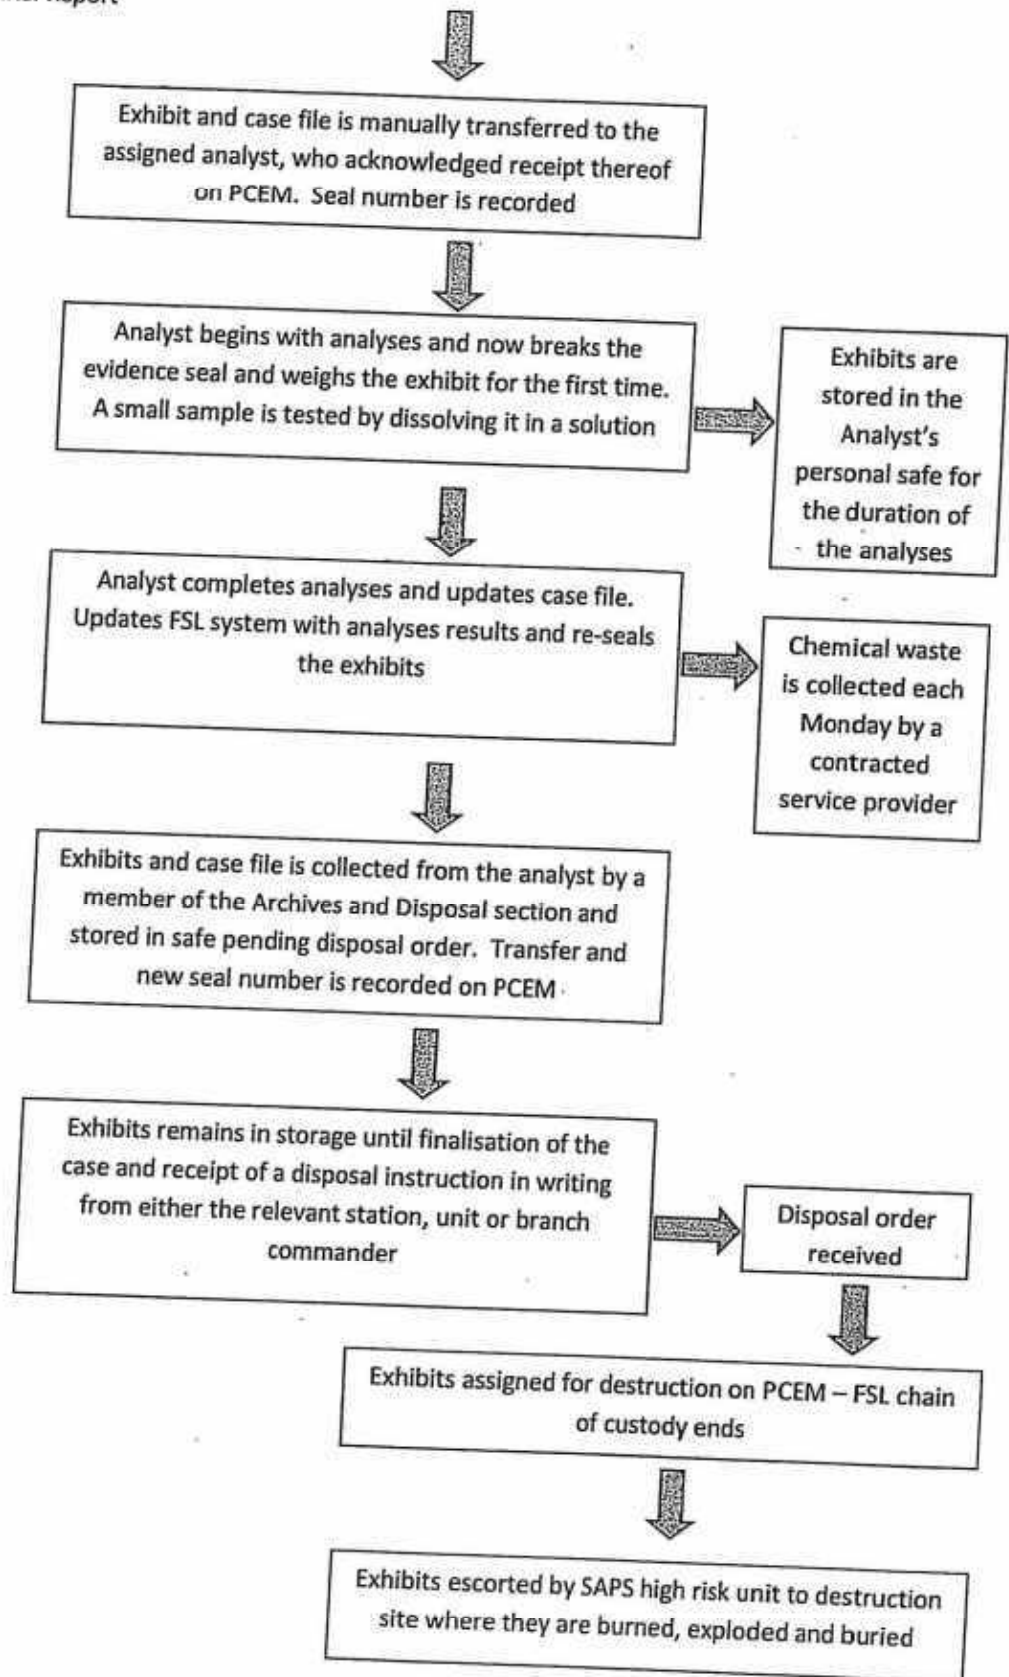 Report
Exhibit and case file is manually transferred to the
assigned analyst, who acknowledged receipt thereof
on PCEM. Seal number is recorded
Analyst begins with analyses and now breaks the
evidence seal and weighs the exhibit for the first time.
A small sample is tested by dissolving it in a solution
Exhibits are
stored in the
Analyst's
personal safe for
the duration of
the analyses
Analyst completes analyses and updates case file.
Updates FSL system with analyses results and re-seals
the exhibits
Chemical waste
is collected each
Monday by a
contracted
service provider
Exhibits and case file is collected from the analyst by a
member of the Archives and Disposal section and
stored in safe pending disposal order. Transfer and
new seal number is recorded on PCEM
Exhibits remains in storage until finalisation of the
case and receipt of a disposal instruction in writing
from either the relevant station, unit or branch
commander
Disposal order
received
Exhibits assigned for destruction on PCEM – FSL chain
of custody ends
Exhibits escorted by SAPS high risk unit to destruction
site where they are burned, exploded and buried